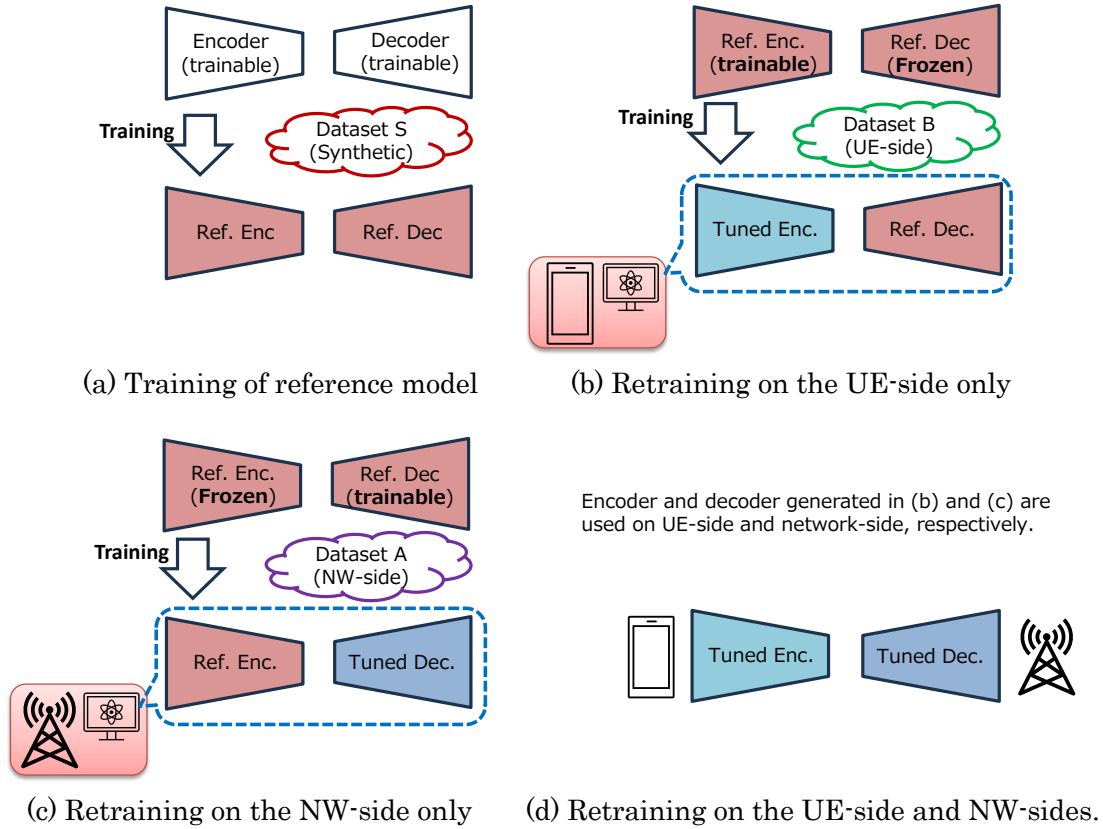 Encoder
(trainable)
Decoder
(trainable)
Training
Dataset S
(Synthetic)
Ref. Enc
Ref. Dec
(a) Training of reference model
Ref. Enc.
(trainable)
Ref. Dec
(Frozen)
Training
Dataset B
(UE-side)
Tuned Enc.
Ref. Dec.
(b) Retraining on the UE-side only
Ref. Enc.
(Frozen)
Ref. Dec
(trainable)
Training
Dataset A
(NW-side)
Ref. Enc.
Tuned Dec.
(c) Retraining on the NW-side only
Encoder and decoder generated in (b) and (c) are
used on UE-side and network-side, respectively.
Tuned Enc.
Tuned Dec.
(d) Retraining on the UE-side and NW-sides.